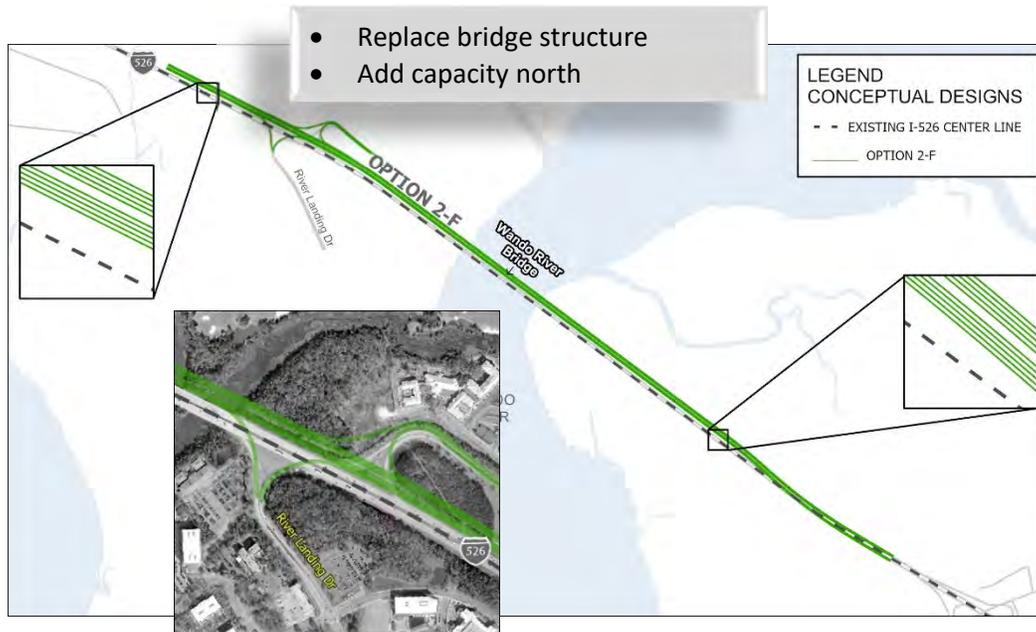 • Replace bridge structure
• Add capacity north
526
LEGEND
CONCEPTUAL DESIGNS
EXISTING I-526 CENTER LINE
OPTION 2-F
OPTION 2-F
River Landing Dr
Wando River
Bridge
River Landing Dr
526